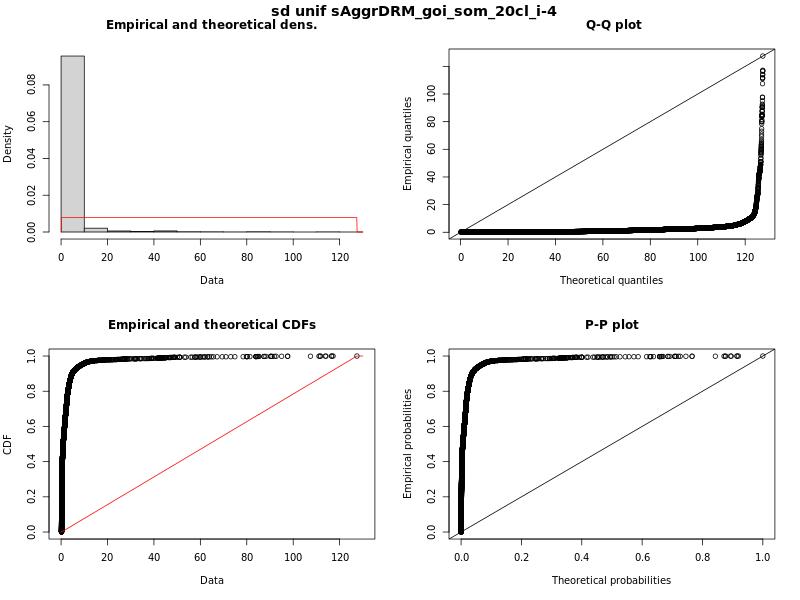 sd unif sAggrDRM_goi_som_20cl_i-4
Empirical and theoretical dens.
Density
0.00 0.02 0.04 0.06 0.08
0 20 40 60 80 100 120
Data
Q-Q plot
Empirical quantiles
0 20 40 60 80 100
0 20 40 60 80 100 120
Theoretical quantiles
Empirical and theoretical CDFs
CDF
0.0 0.2 0.4 0.6 0.8 1.0
0 20 40 60 80 100 120
Data
P-P plot
Empirical probabilities
0.0 0.2 0.4 0.6 0.8 1.0
0.0 0.2 0.4 0.6 0.8 1.0
Theoretical probabilities